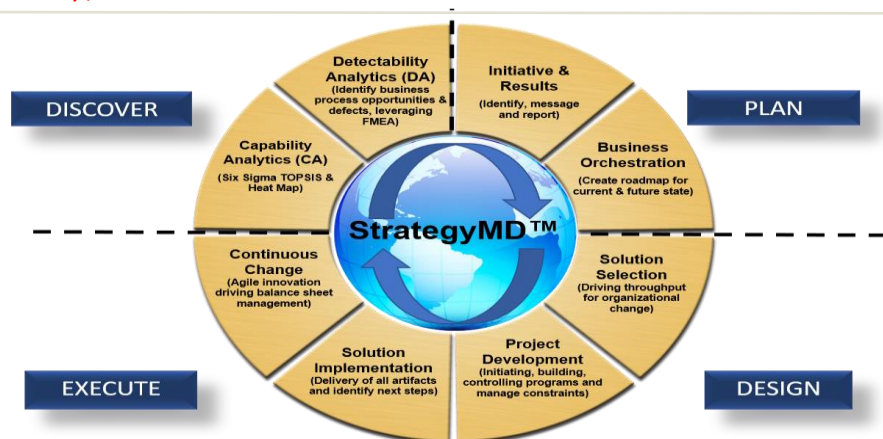 DISCOVER
Detectability
Analytics (DA)
(Identify business
process opportunities &
defects, leveraging
FMEA)
Initiative &
Results
(Identify, message
and report)
PLAN
Capability
Analytics (CA)
(Six Sigma TOPSIS &
Heat Map)
Business
Orchestration
(Create roadmap for
current & future state)
StrategyMD™
Continuous
Change
(Agile innovation
driving balance sheet
management)
Solution
Selection
(Driving throughput
for organizational
change)
EXECUTE
Solution
Implementation
(Delivery of all artifacts
and identify next steps)
Project
Development
(Initiating, building,
controlling programs and
manage constraints)
DESIGN